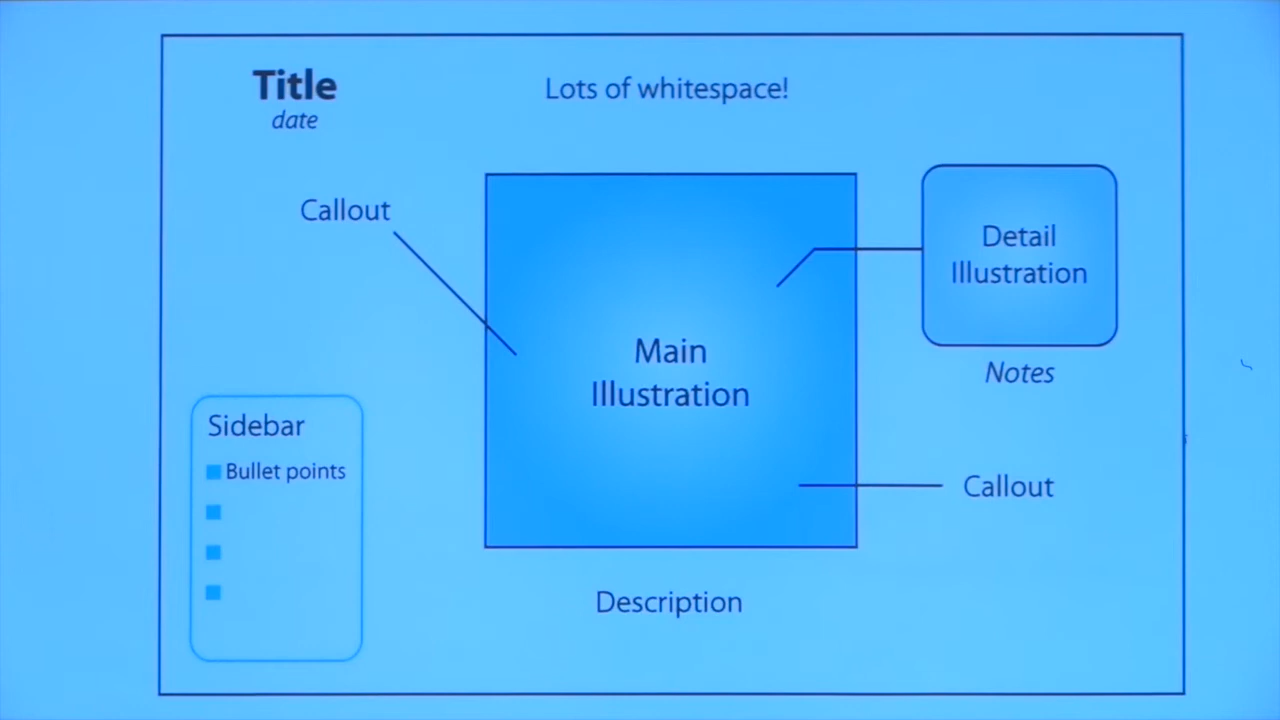 Title
date
Lots of whitespace!
Callout
Detail
Illustration
Notes
Main
Illustration
Sidebar
Bullet points
Callout
Description